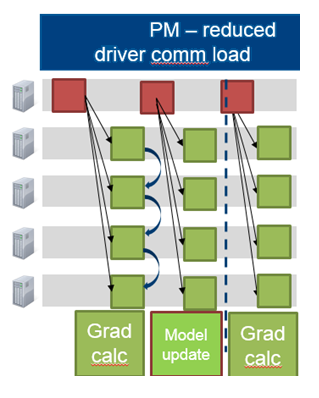 PM – reduced
driver comm load
Grad
calc
Model
update
Grad
calc